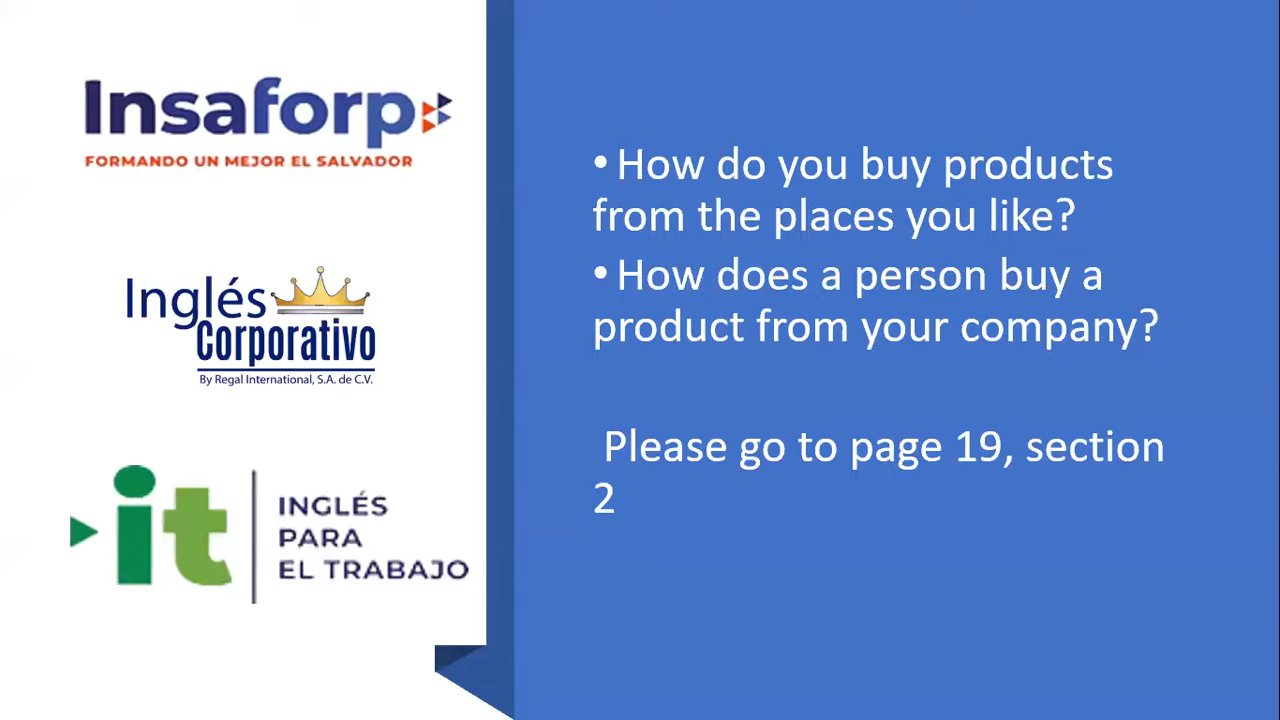 Insaforp
FORMANDO UN MEJOR EL SALVADOR
Inglés
Corporativo
By Regal International, S.A. de C.V.
it
INGLÉS
PARA
EL TRABAJO
• How do you buy products
from the places you like?
• How does a person buy a
product from your company?
Please go to page 19, section
2